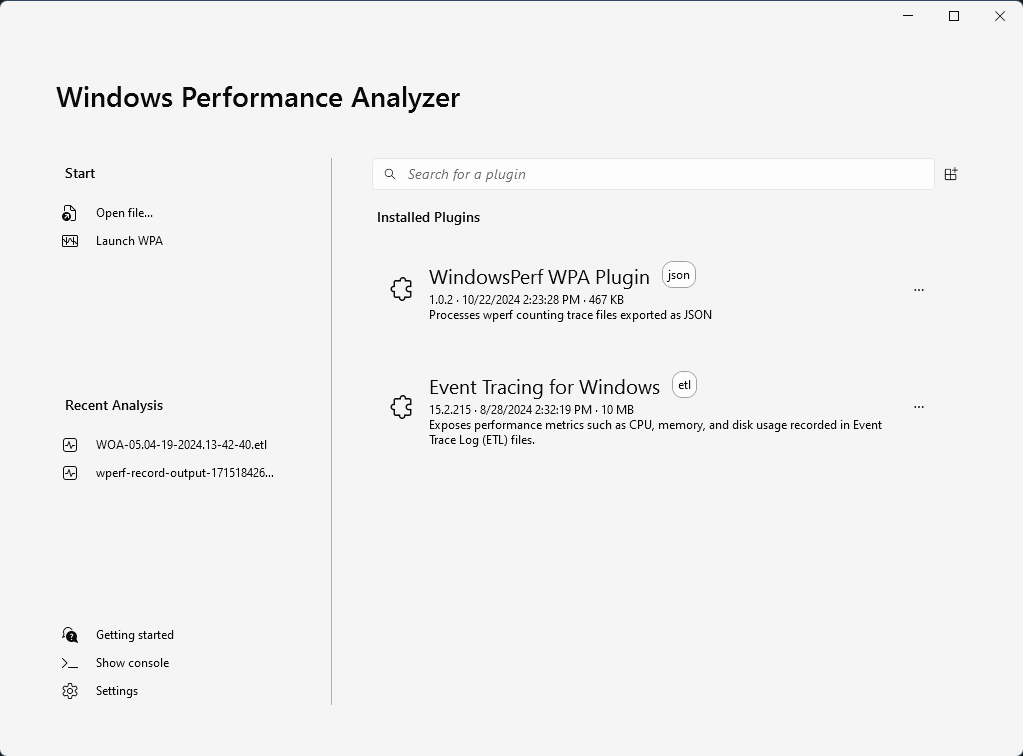 Windows Performance Analyzer
Start
Open file...
Launch WPA
Recent Analysis
WOA-05.04-19-2024.13-42-40.etl
wperf-record-output-171518426...
Getting started
Show console
Settings
Search for a plugin
Installed Plugins
WindowsPerf WPA Plugin json
1.0.2 · 10/22/2024 2:23:28 PM · 467 KB
Processes wperf counting trace files exported as JSON
Event Tracing for Windows etl
15.2.215 · 8/28/2024 2:32:19 PM · 10 MB
Exposes performance metrics such as CPU, memory, and disk usage recorded in Event
Trace Log (ETL) files.